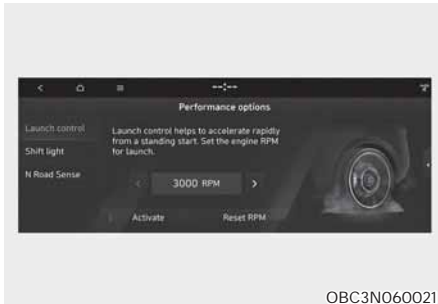 --:--
Performance options
Launch control
Shift light
N Road Sense
Launch control helps to accelerate rapidly
from a standing start. Set the engine RPM
for launch.
3000 RPM
Activate
Reset RPM
OBC3N060021